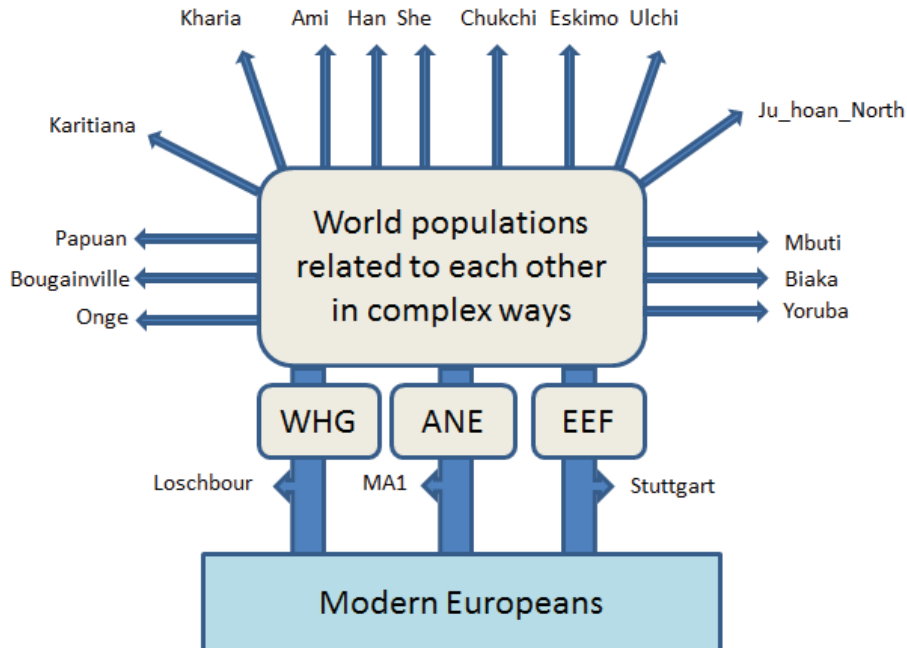 Kharia Ami Han She Chukchi Eskimo Ulchi
Karitiana
Ju_hoan_North
World populations
related to each other
in complex ways
Papuan
Bougainville
Onge
Mbuti
Biaka
Yoruba
WHG ANE EEF
Loschbour MA1 Stuttgart
Modern Europeans